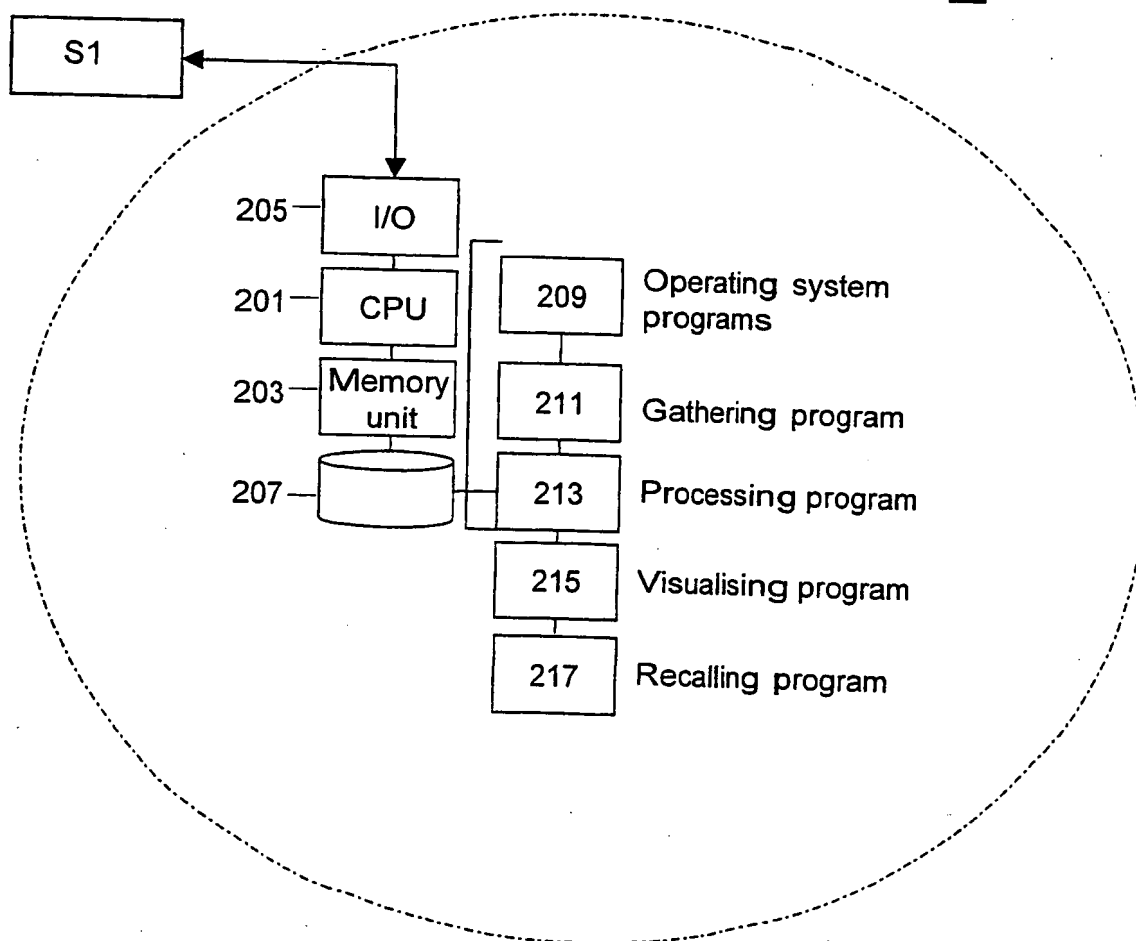 S1
205
I/O
201
CPU
203
Memory
unit
207
209
Operating system
programs
211
Gathering program
213
Processing program
215
Visualising program
217
Recalling program